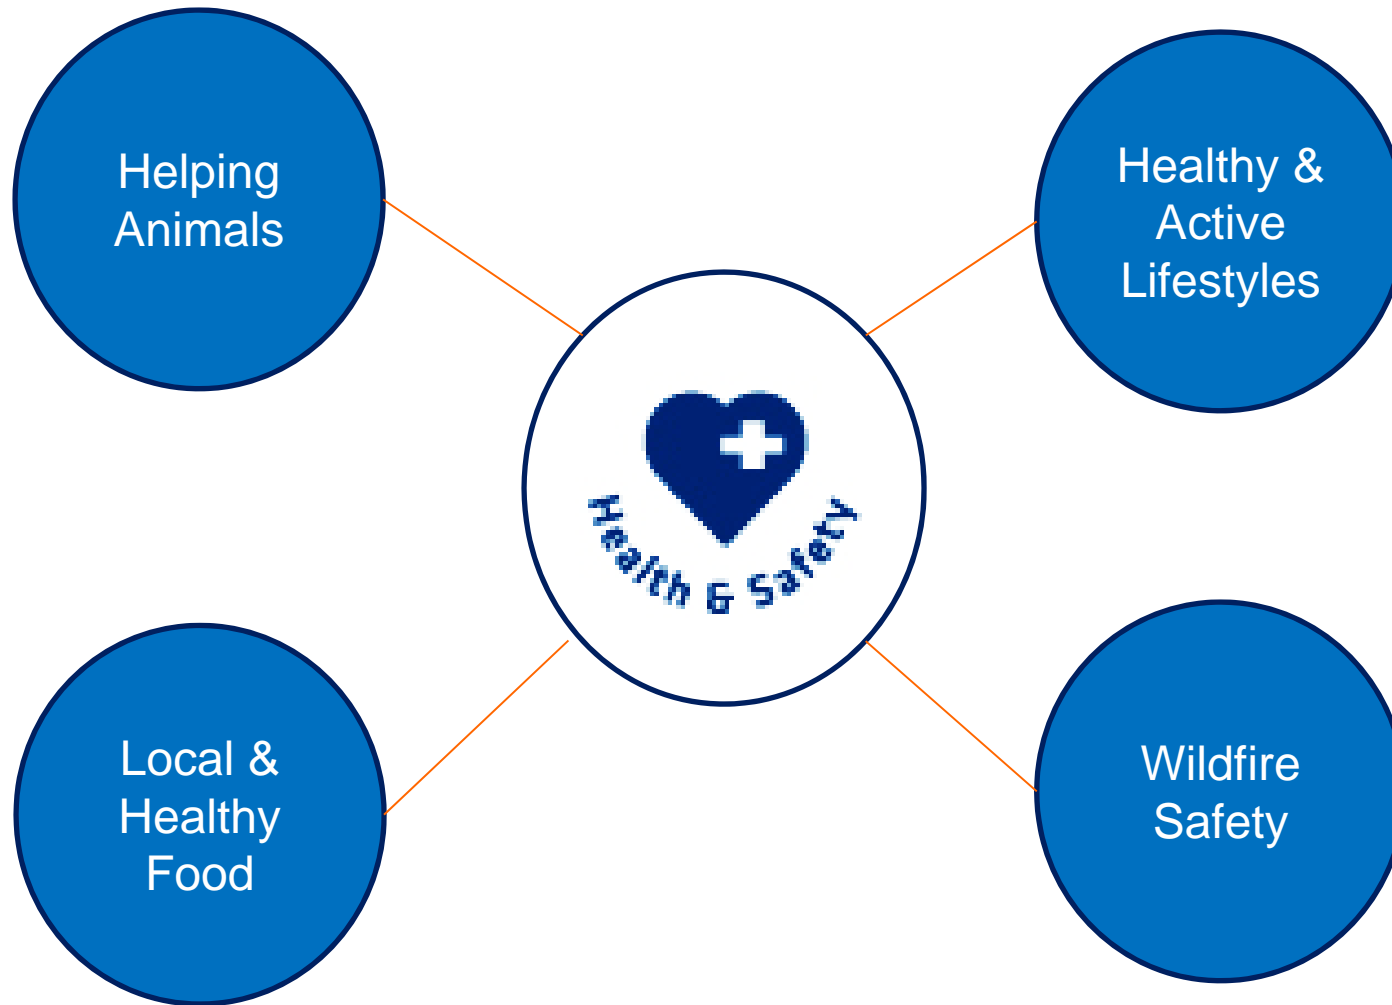 Helping
Animals
Healthy &
Active
Lifestyles
Health & Safety
Local &
Healthy
Food
Wildfire
Safety